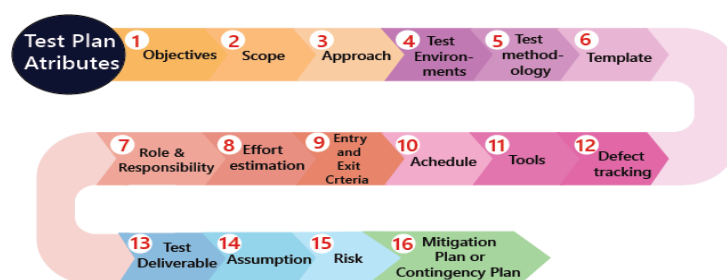 Test Plan
Atributes
1
Objectives
2
Scope
3
Approach
4
Test
Environ-
ments
5
Test
method-
ology
6
Template
7
Role &
Responsibility
8
Effort
estimation
9
Entry
and
Exit
Crteria
10
Achedule
11
Tools
12
Defect
tracking
13
Test
Deliverable
14
Assumption
15
Risk
16
Mitigation
Plan or
Contingency Plan